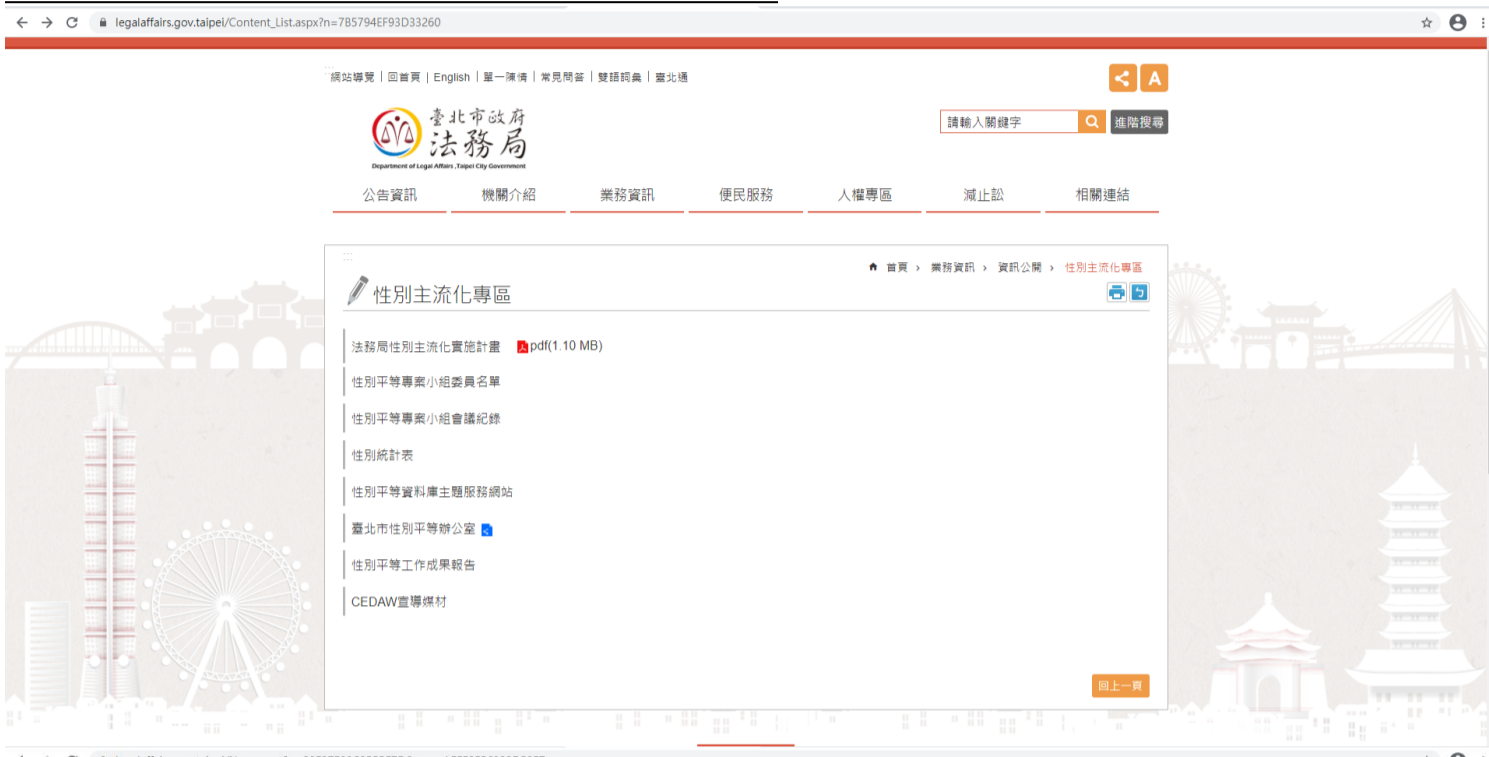 legalaffairs.gov.taipei/Content_List.aspx?n=7B5794EF93D33260
網站導覽 | 回首頁 | English | 單一陳情 | 常見問答 | 雙語詞彙 | 臺北通
A
臺北市政府
法務局
Department of Legal Affairs ,Taipei City Government
請輸入關鍵字
進階搜尋
公告資訊 機關介紹 業務資訊 便民服務 人權專區 減止訟 相關連結
首頁 › 業務資訊 › 資訊公開 › 性別主流化專區
性別主流化專區
法務局性別主流化實施計畫 pdf(1.10 MB)
性別平等專案小組委員名單
性別平等專案小組會議紀錄
性別統計表
性別平等資料庫主題服務網站
臺北市性別平等辦公室
性別平等工作成果報告
CEDAW宣導媒材
回上一頁